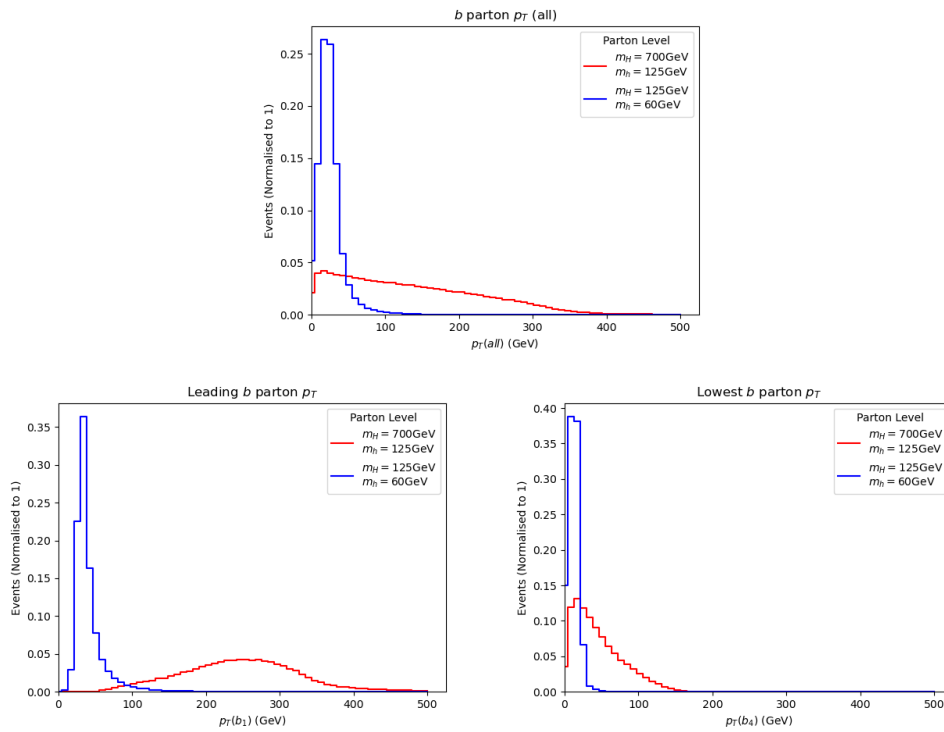 b parton p_T (all)
Events (Normalised to 1)
0.25
0.20
0.15
0.10
0.05
0.00
Parton Level
m_H = 700GeV
m_h = 125GeV
m_H = 125GeV
m_h = 60GeV
0 100 200 300 400 500
p_T(all) (GeV)
Leading b parton p_T
Events (Normalised to 1)
0.35
0.30
0.25
0.20
0.15
0.10
0.05
0.00
Parton Level
m_H = 700GeV
m_h = 125GeV
m_H = 125GeV
m_h = 60GeV
0 100 200 300 400 500
p_T(b_1) (GeV)
Lowest b parton p_T
Events (Normalised to 1)
0.40
0.35
0.30
0.25
0.20
0.15
0.10
0.05
0.00
Parton Level
m_H = 700GeV
m_h = 125GeV
m_H = 125GeV
m_h = 60GeV
0 100 200 300 400 500
p_T(b_4) (GeV)